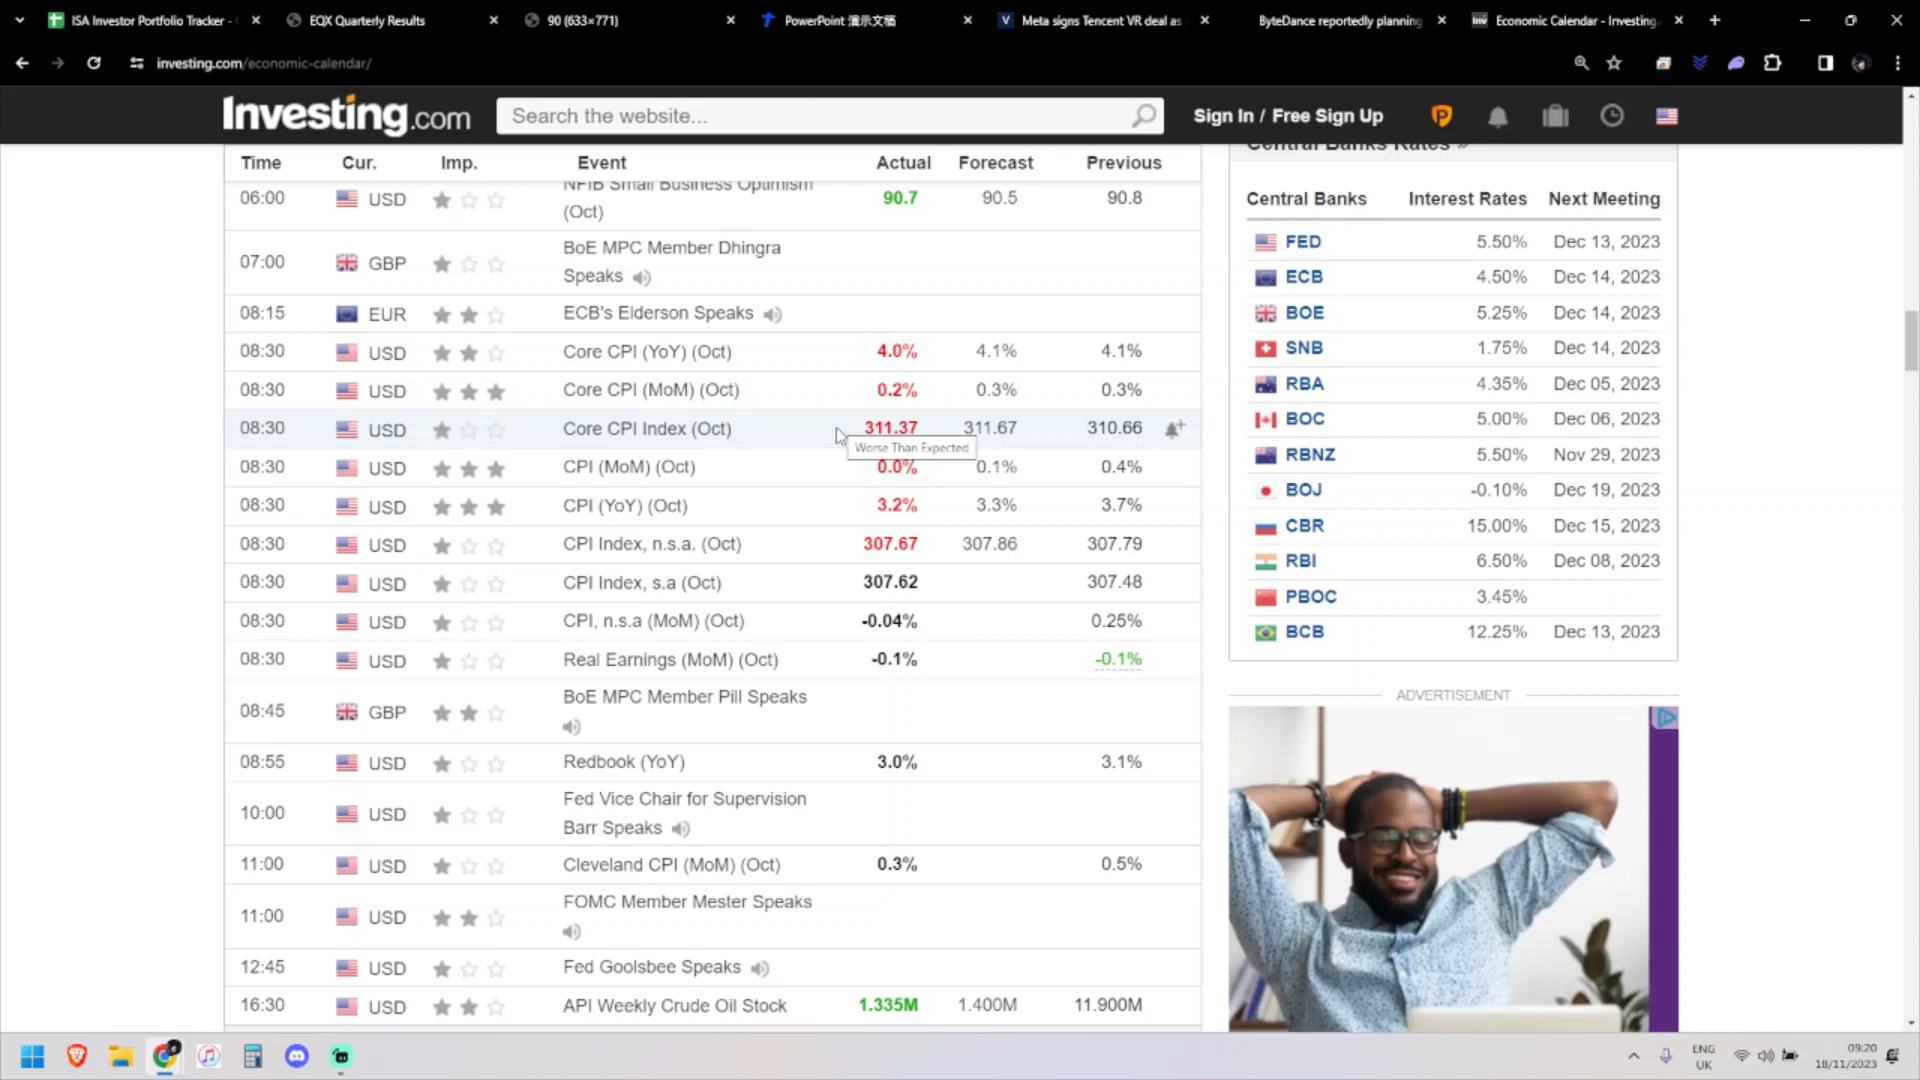 ISA Investor Portfolio Tracker -
EQX Quarterly Results
90 (633×771)
PowerPoint 演示文稿
Meta signs Tencent VR deal as
ByteDance reportedly planning
Economic Calendar - Investing
investing.com/economic-calendar/
Investing.com
Search the website...
Sign In / Free Sign Up
Time Cur. Imp. Event Actual Forecast Previous
06:00 USD NFIB Small Business Optimism (Oct) 90.7 90.5 90.8
07:00 GBP BoE MPC Member Dhingra Speaks
08:15 EUR ECB's Elderson Speaks
08:30 USD Core CPI (YoY) (Oct) 4.0% 4.1% 4.1%
08:30 USD Core CPI (MoM) (Oct) 0.2% 0.3% 0.3%
08:30 USD Core CPI Index (Oct) 311.37 311.67 310.66
Worse Than Expected
08:30 USD CPI (MoM) (Oct) 0.0% 0.1% 0.4%
08:30 USD CPI (YoY) (Oct) 3.2% 3.3% 3.7%
08:30 USD CPI Index, n.s.a. (Oct) 307.67 307.86 307.79
08:30 USD CPI Index, s.a (Oct) 307.62 307.48
08:30 USD CPI, n.s.a (MoM) (Oct) -0.04% 0.25%
08:30 USD Real Earnings (MoM) (Oct) -0.1% -0.1%
08:45 GBP BoE MPC Member Pill Speaks
08:55 USD Redbook (YoY) 3.0% 3.1%
10:00 USD Fed Vice Chair for Supervision Barr Speaks
11:00 USD Cleveland CPI (MoM) (Oct) 0.3% 0.5%
11:00 USD FOMC Member Mester Speaks
12:45 USD Fed Goolsbee Speaks
16:30 USD API Weekly Crude Oil Stock 1.335M 1.400M 11.900M
Central Banks Rates »
Central Banks Interest Rates Next Meeting
FED 5.50% Dec 13, 2023
ECB 4.50% Dec 14, 2023
BOE 5.25% Dec 14, 2023
SNB 1.75% Dec 14, 2023
RBA 4.35% Dec 05, 2023
BOC 5.00% Dec 06, 2023
RBNZ 5.50% Nov 29, 2023
BOJ -0.10% Dec 19, 2023
CBR 15.00% Dec 15, 2023
RBI 6.50% Dec 08, 2023
PBOC 3.45%
BCB 12.25% Dec 13, 2023
ADVERTISEMENT
ENG
UK
09:20
18/11/2023